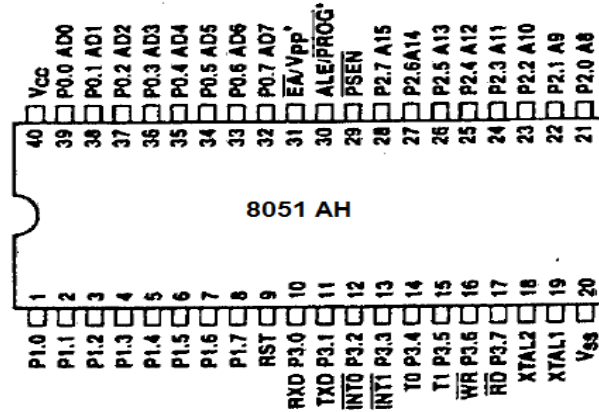 Vcc
P0.0 AD0
P0.1 AD1
P0.2 AD2
P0.3 AD3
P0.4 AD4
P0.5 AD5
P0.6 AD6
P0.7 AD7
EA/Vpp*
ALE/PROG*
PSEN
P2.7 A15
P2.6A14
P2.5 A13
P2.4 A12
P2.3 A11
P2.2 A10
P2.1 A9
P2.0 A8
40 39 38 37 36 35 34 33 32 31 30 29 28 27 26 25 24 23 22 21
8051 AH
1 2 3 4 5 6 7 8 9 10 11 12 13 14 15 16 17 18 19 20
P1.0
P1.1
P1.2
P1.3
P1.4
P1.5
P1.6
P1.7
RST
RXD P3.0
TXD P3.1
INT0 P3.2
INT1 P3.3
T0 P3.4
T1 P3.5
WR P3.6
RD P3.7
XTAL2
XTAL1
Vss